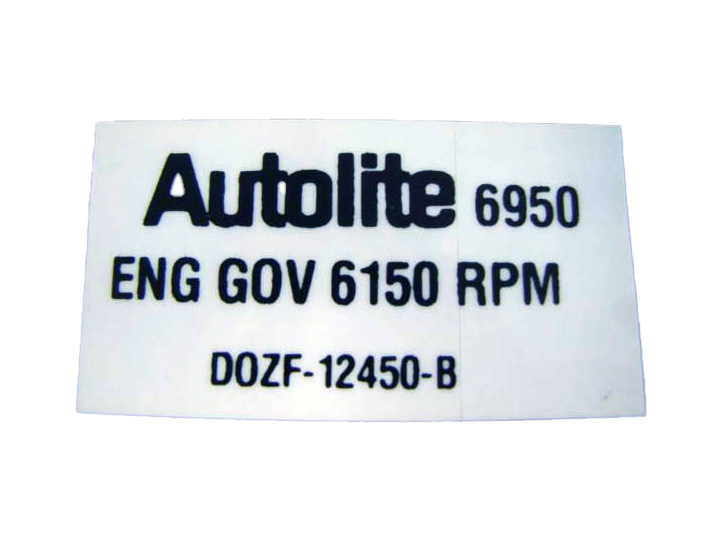 Autolite 6950
ENG GOV 6150 RPM
DOZF-12450-B